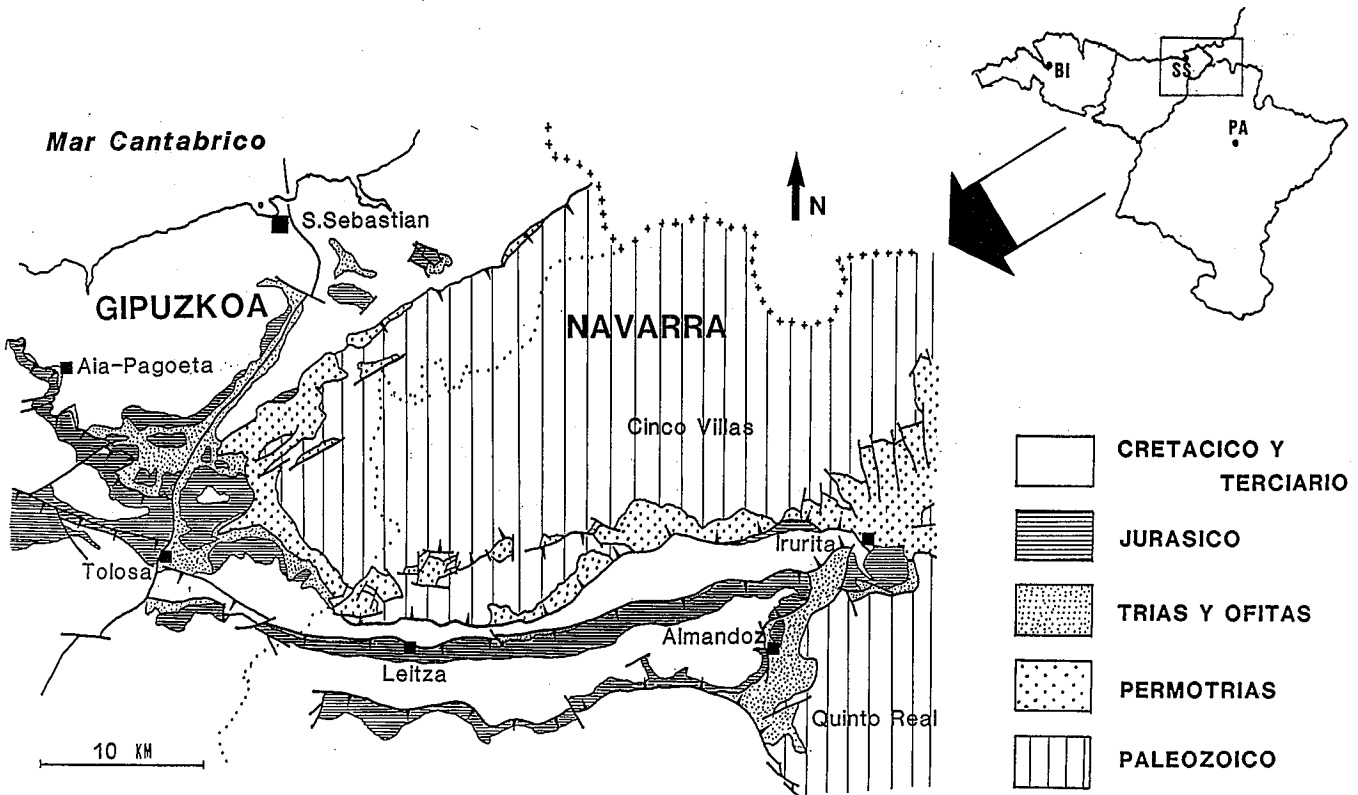 Mar Cantabrico
S.Sebastian
GIPUZKOA
NAVARRA
Aia-Pagoeta
Cinco Villas
Irurita
Tolosa
Almandoz
Leitza
Quinto Real
10 KM
N
BI
SS
PA
CRETACICO Y
TERCIARIO
JURASICO
TRIAS Y OFITAS
PERMOTRIAS
PALEOZOICO